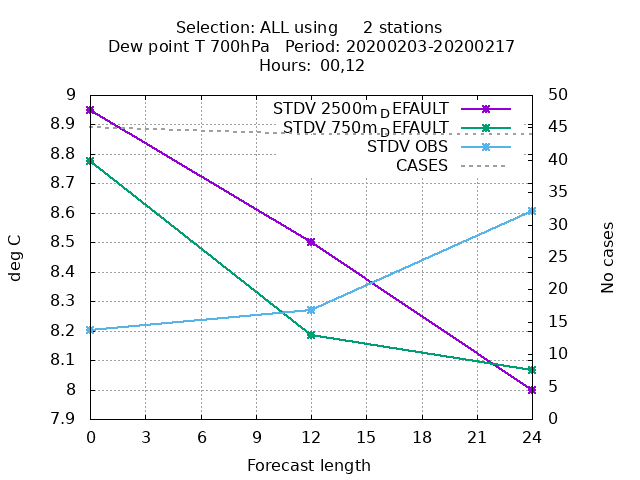 Selection: ALL using     2 stations
Dew point T 700hPa   Period: 20200203-20200217
Hours: 00,12
STDV 2500m_DEFAULT
STDV 750m_DEFAULT
STDV OBS
CASES
9
8.9
8.8
8.7
8.6
8.5
8.4
8.3
8.2
8.1
8
7.9
50
45
40
35
30
25
20
15
10
5
0
deg C
No cases
0 3 6 9 12 15 18 21 24
Forecast length